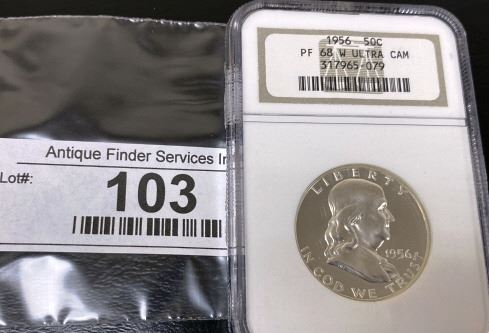 Antique Finder Services
Lot#:
103
1956 50C
PF 68 W ULTRA CAM
317965-079
LIBERTY
1956
IN GOD WE TRUST